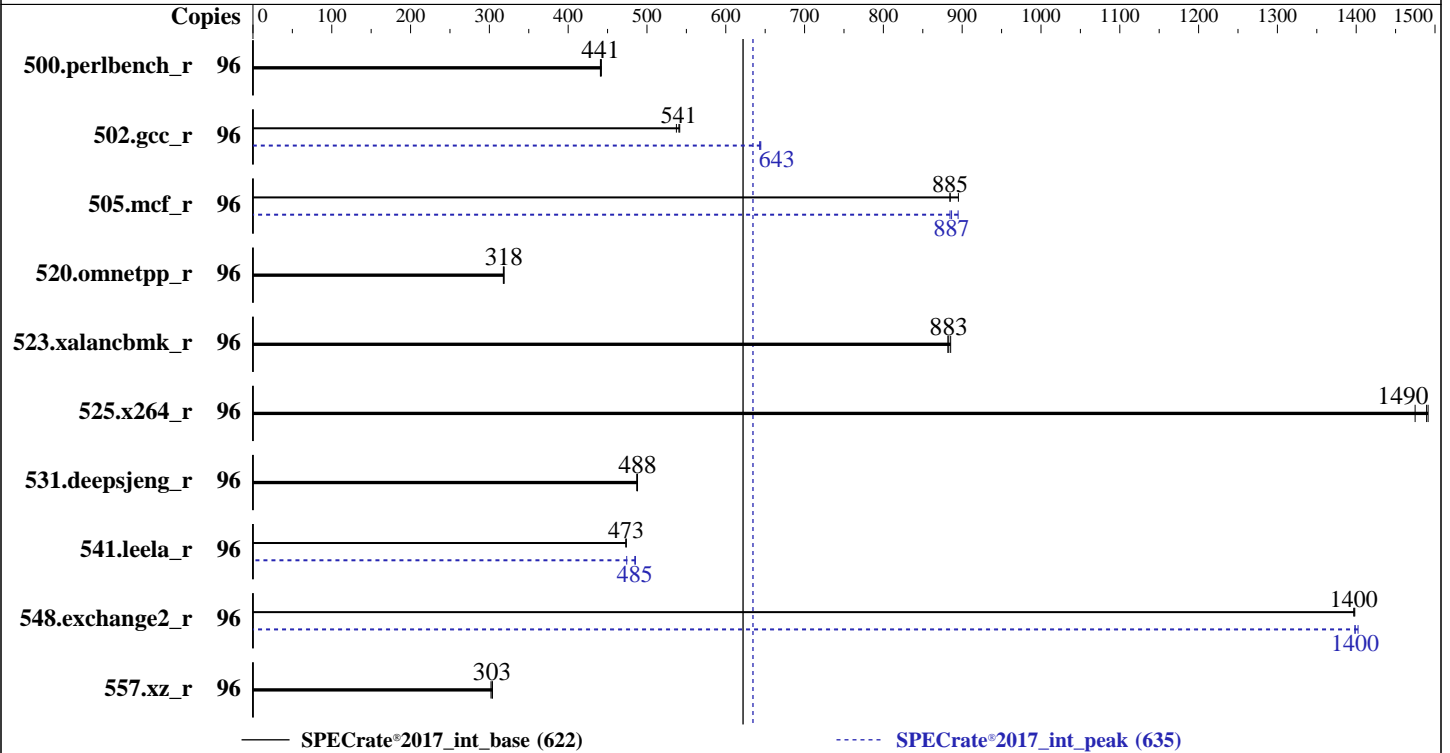 Copies 0 100 200 300 400 500 600 700 800 900 1000 1100 1200 1300 1400 1500
441
500.perlbench_r 96
541
502.gcc_r 96
643
885
505.mcf_r 96
887
318
520.omnetpp_r 96
883
523.xalancbmk_r 96
1490
525.x264_r 96
488
531.deepsjeng_r 96
473
541.leela_r 96
485
1400
548.exchange2_r 96
1400
303
557.xz_r 96
SPECrate®2017_int_base (622) SPECrate®2017_int_peak (635)